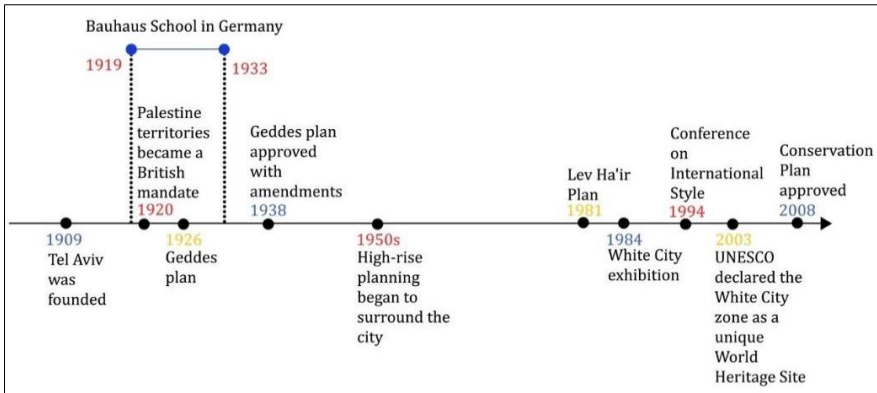 Bauhaus School in Germany
1919
1933
Palestine
territories
became a
British
mandate
1920
Geddes plan
approved
with
amendments
1938
Lev Ha'ir
Plan
1981
Conference
on
International
Style
1994
Conservation
Plan
approved
2008
1909
Tel Aviv
was
founded
1926
Geddes
plan
1950s
High-rise
planning
began to
surround the
city
1984
White City
exhibition
2003
UNESCO
declared the
White City
zone as a
unique
World
Heritage Site